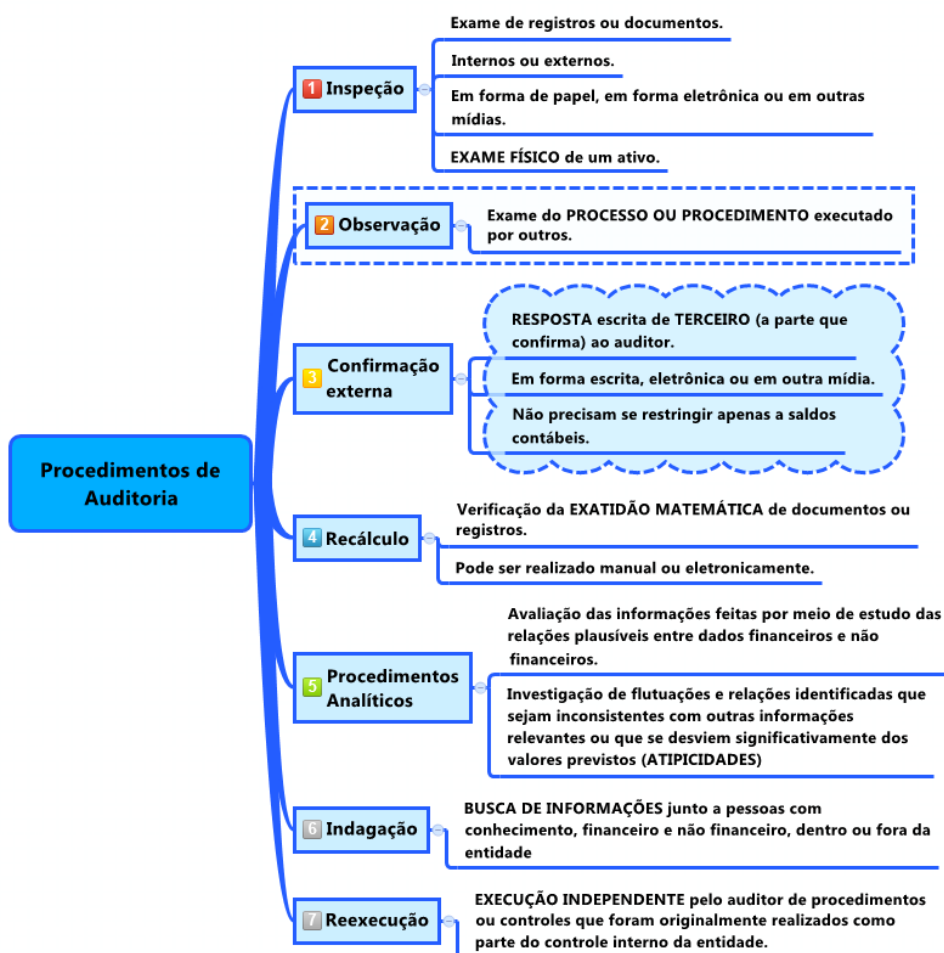 Procedimentos de
Auditoria
1 Inspeção
Exame de registros ou documentos.
Internos ou externos.
Em forma de papel, em forma eletrônica ou em outras
mídias.
EXAME FÍSICO de um ativo.
2 Observação
Exame do PROCESSO OU PROCEDIMENTO executado
por outros.
3 Confirmação
externa
RESPOSTA escrita de TERCEIRO (a parte que
confirma) ao auditor.
Em forma escrita, eletrônica ou em outra mídia.
Não precisam se restringir apenas a saldos
contábeis.
4 Recálculo
Verificação da EXATIDÃO MATEMÁTICA de documentos ou
registros.
Pode ser realizado manual ou eletronicamente.
5 Procedimentos
Analíticos
Avaliação das informações feitas por meio de estudo das
relações plausíveis entre dados financeiros e não
financeiros.
Investigação de flutuações e relações identificadas que
sejam inconsistentes com outras informações
relevantes ou que se desviem significativamente dos
valores previstos (ATIPICIDADES)
6 Indagação
BUSCA DE INFORMAÇÕES junto a pessoas com
conhecimento, financeiro e não financeiro, dentro ou fora da
entidade
7 Reexecução
EXECUÇÃO INDEPENDENTE pelo auditor de procedimentos
ou controles que foram originalmente realizados como
parte do controle interno da entidade.